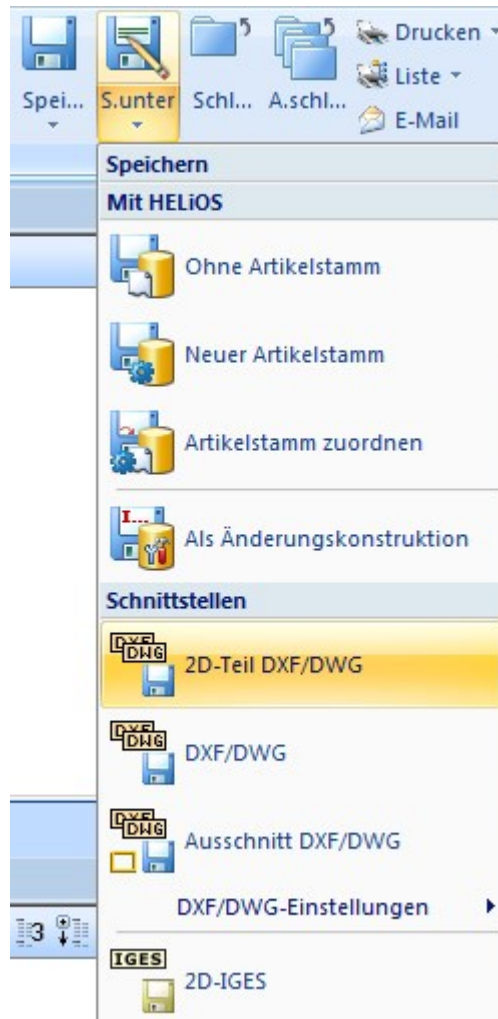 Drucken
Liste
E-Mail
Spei...
S.unter
Schl...
A.schl...
Speichern
Mit HELiOS
Ohne Artikelstamm
Neuer Artikelstamm
Artikelstamm zuordnen
I...
Als Änderungskonstruktion
Schnittstellen
DXF
DWG
2D-Teil DXF/DWG
DXF
DWG
DXF/DWG
DXF
DWG
Ausschnitt DXF/DWG
DXF/DWG-Einstellungen
3
IGES
2D-IGES